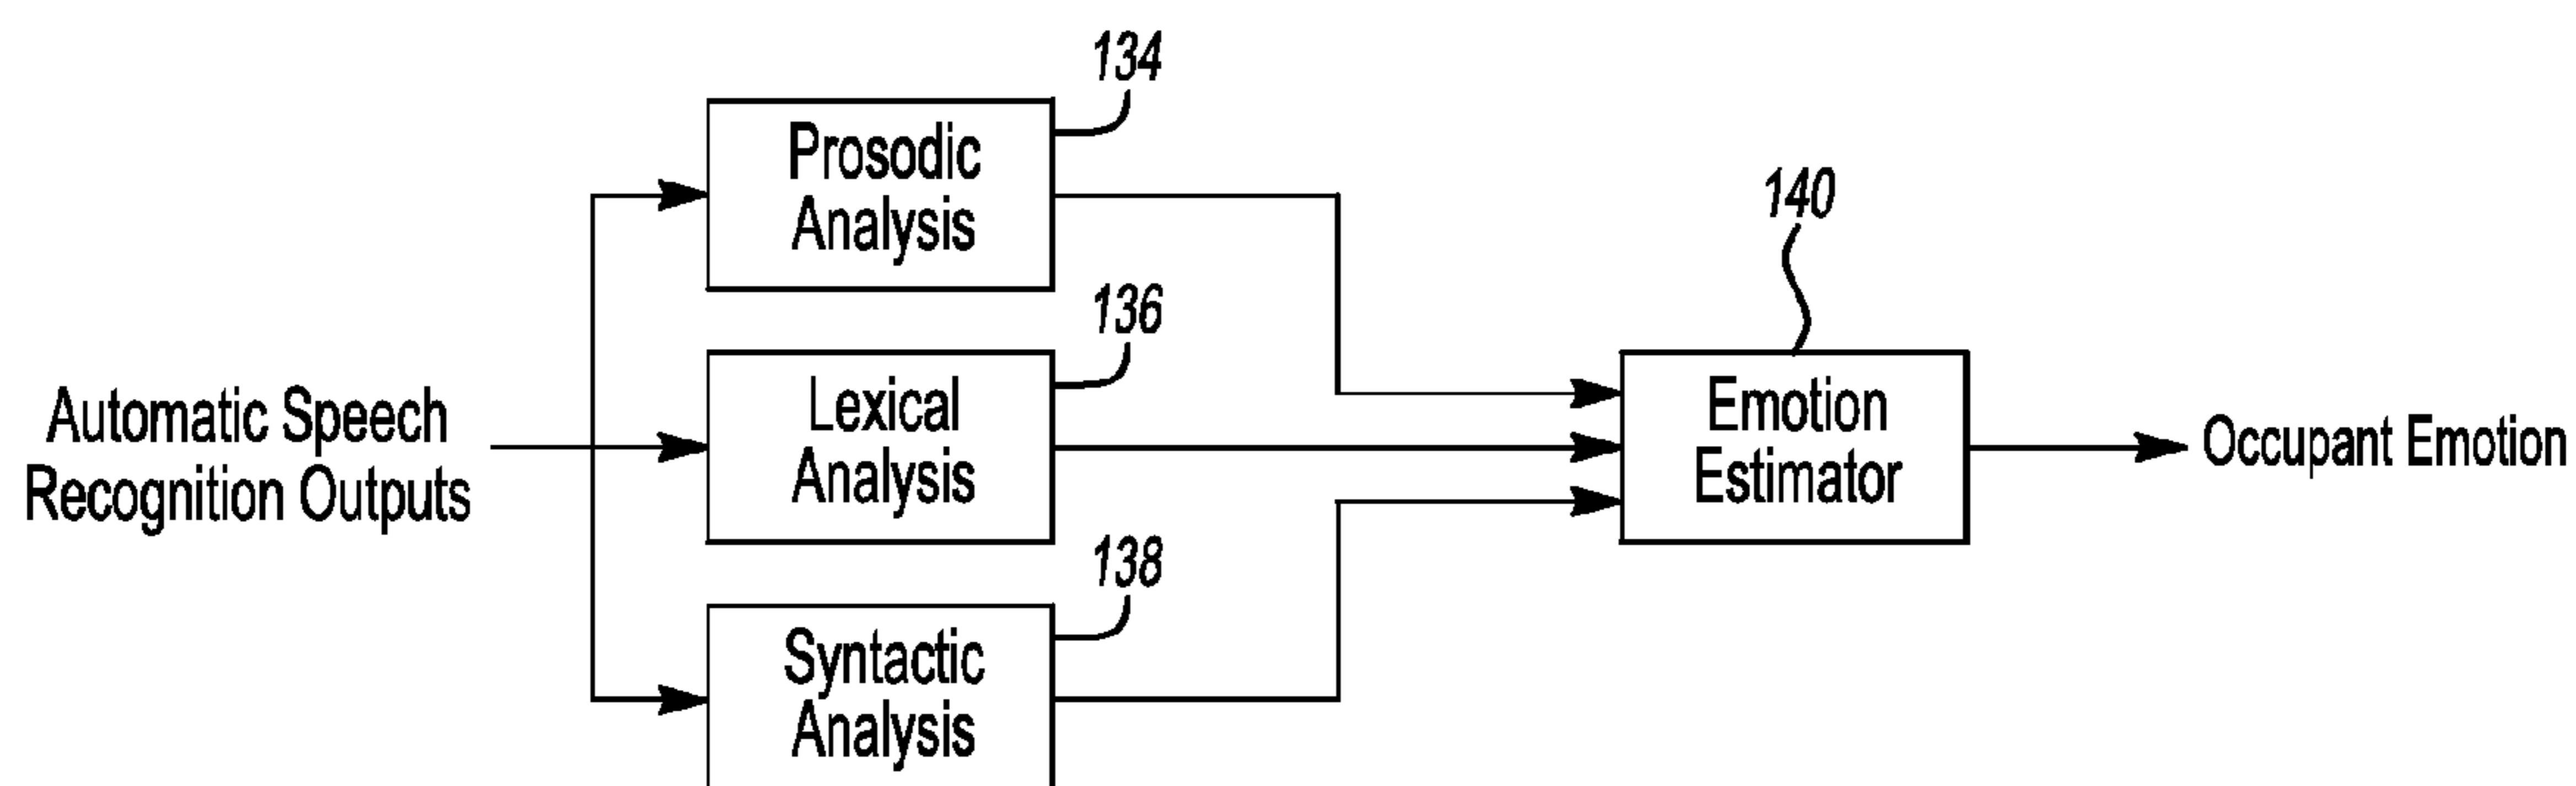 134
Prosodic
Analysis
136
Lexical
Analysis
138
Syntactic
Analysis
Automatic Speech
Recognition Outputs
140
Emotion
Estimator
Occupant Emotion